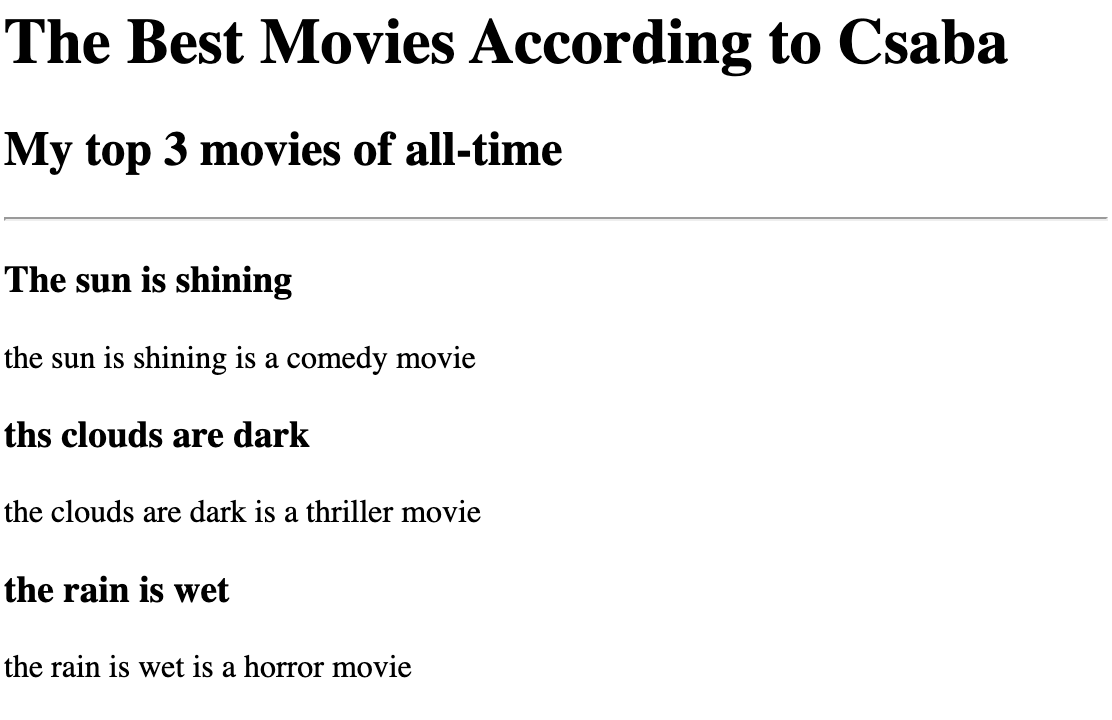 The Best Movies According to Csaba
My top 3 movies of all-time
The sun is shining
the sun is shining is a comedy movie
ths clouds are dark
the clouds are dark is a thriller movie
the rain is wet
the rain is wet is a horror movie